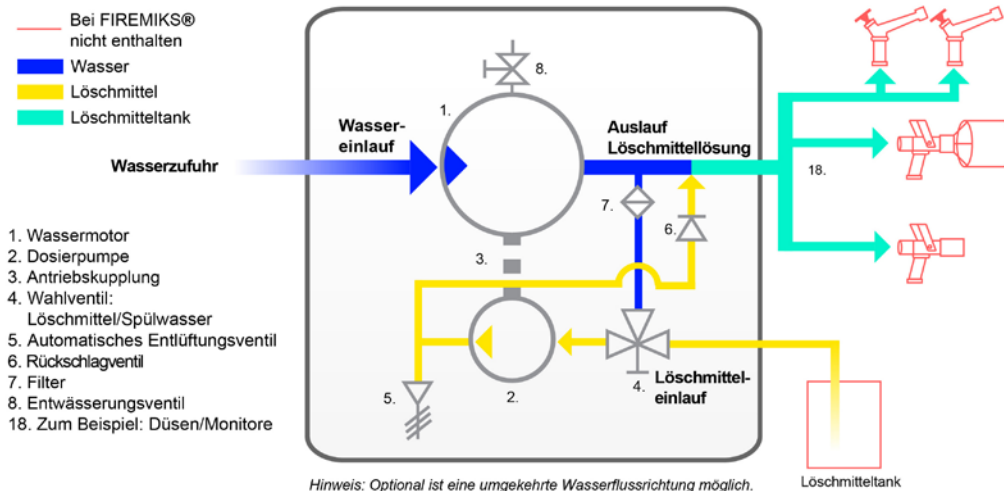 Bei FIREMIKS®
nicht enthalten
Wasser
Löschmittel
Löschmitteltank
Wasserzufuhr
Wasser-
einlauf
1.
8.
Auslauf
Löschmittellösung
7.
6.
18.
3.
5.
2.
4.
Löschmittel-
einlauf
1. Wassermotor
2. Dosierpumpe
3. Antriebskupplung
4. Wahlventil:
Löschmittel/Spülwasser
5. Automatisches Entlüftungsventil
6. Rückschlagventil
7. Filter
8. Entwässerungsventil
18. Zum Beispiel: Düsen/Monitore
Löschmitteltank
Hinweis: Optional ist eine umgekehrte Wasserflussrichtung möglich.